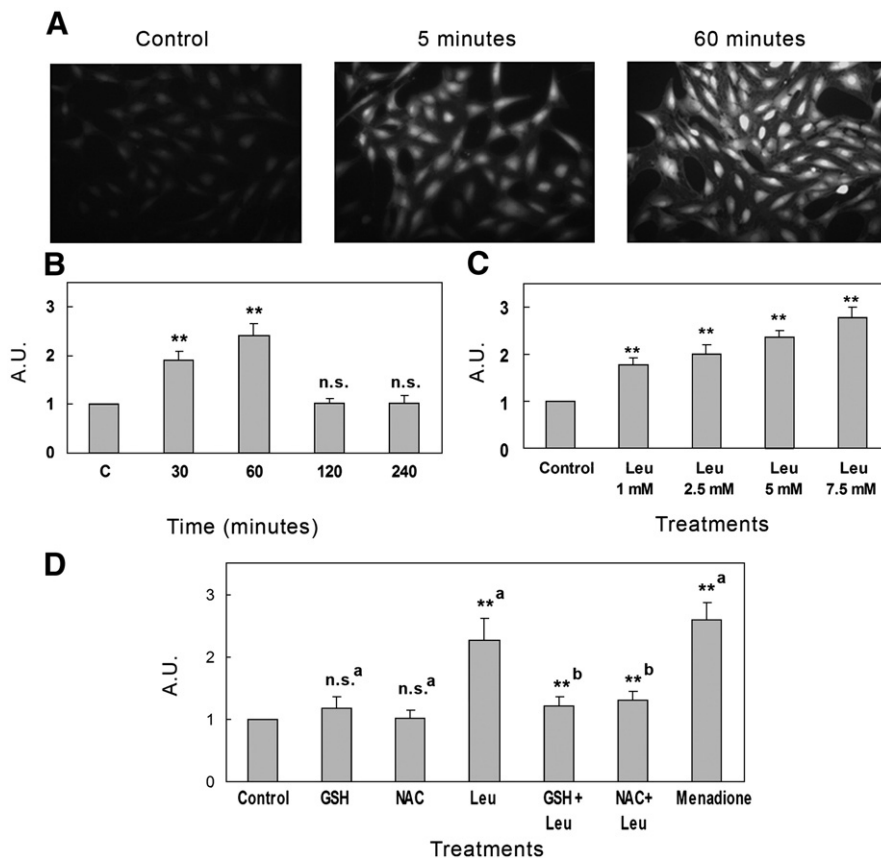 A
Control
5 minutes
60 minutes
B
A.U.
3
2
1
0
**
**
n.s.
n.s.
C
30
60
120
240
Time (minutes)
C
A.U.
3
2
1
0
**
**
**
**
Control
Leu
1 mM
Leu
2.5 mM
Leu
5 mM
Leu
7.5 mM
Treatments
D
A.U.
3
2
1
0
n.s.a
n.s.a
**a
**b
**b
**a
Control
GSH
NAC
Leu
GSH+
Leu
NAC+
Leu
Menadione
Treatments